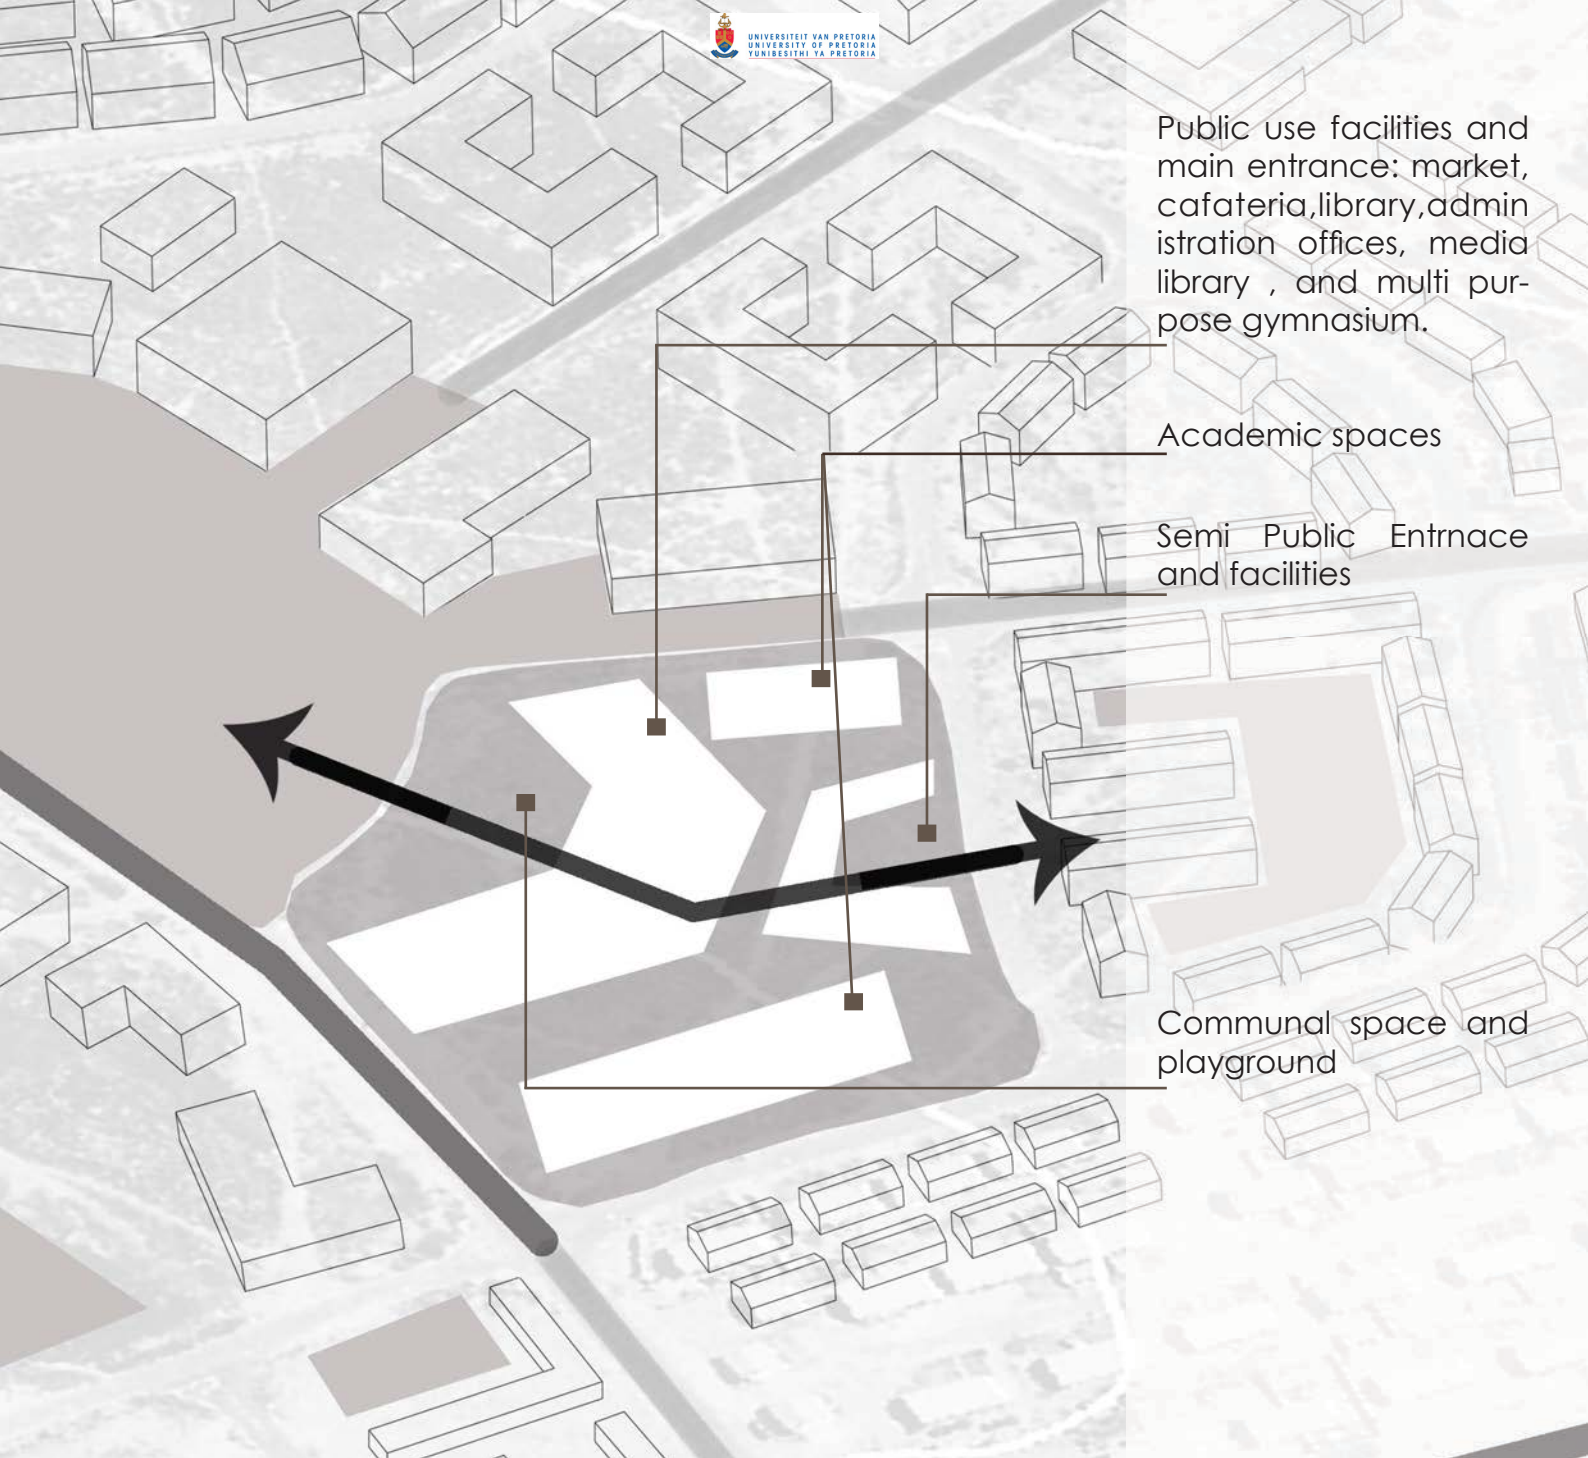 UNIVERSITEIT VAN PRETORIA
UNIVERSITY OF PRETORIA
YUNIBESITHI YA PRETORIA
Public use facilities and
main entrance: market,
cafateria,library,admin
istration offices, media
library , and multi pur-
pose gymnasium.
Academic spaces
Semi Public Entrnace
and facilities
Communal space and
playground